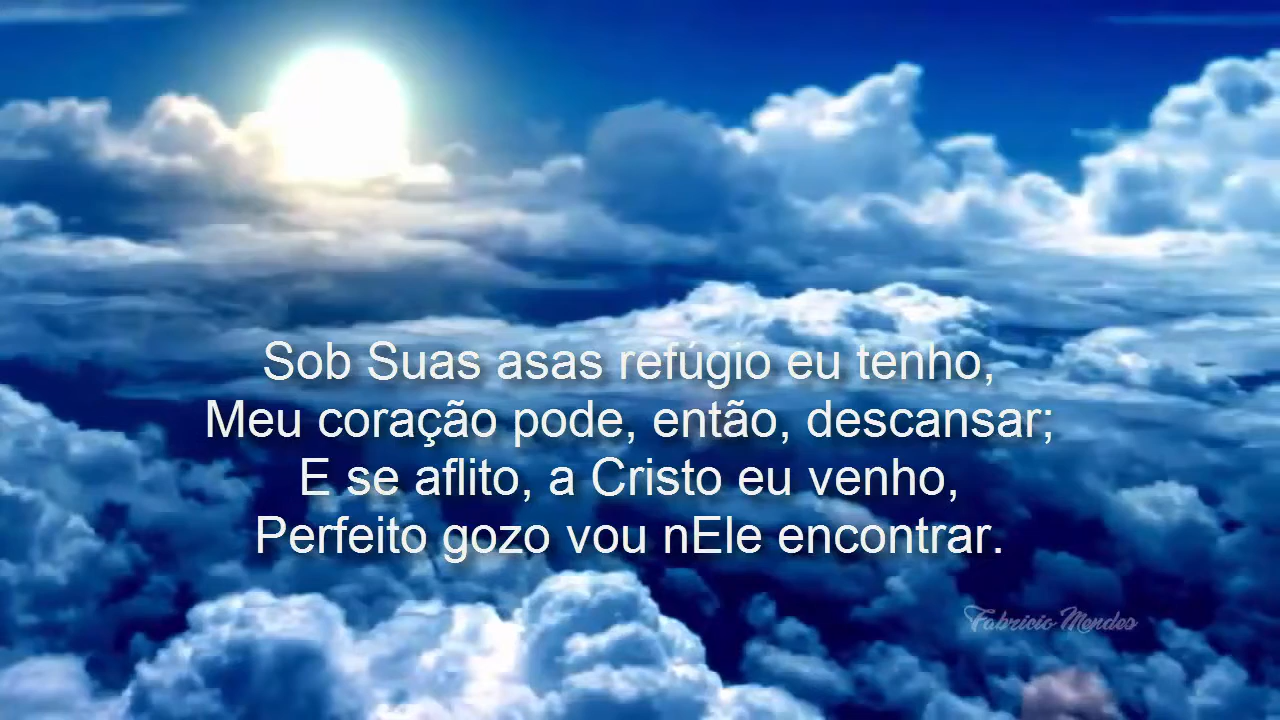 Sob Suas asas refúgio eu tenho,
Meu coração pode, então, descansar;
E se aflito, a Cristo eu venho,
Perfeito gozo vou nEle encontrar.
Fabricio Mendes